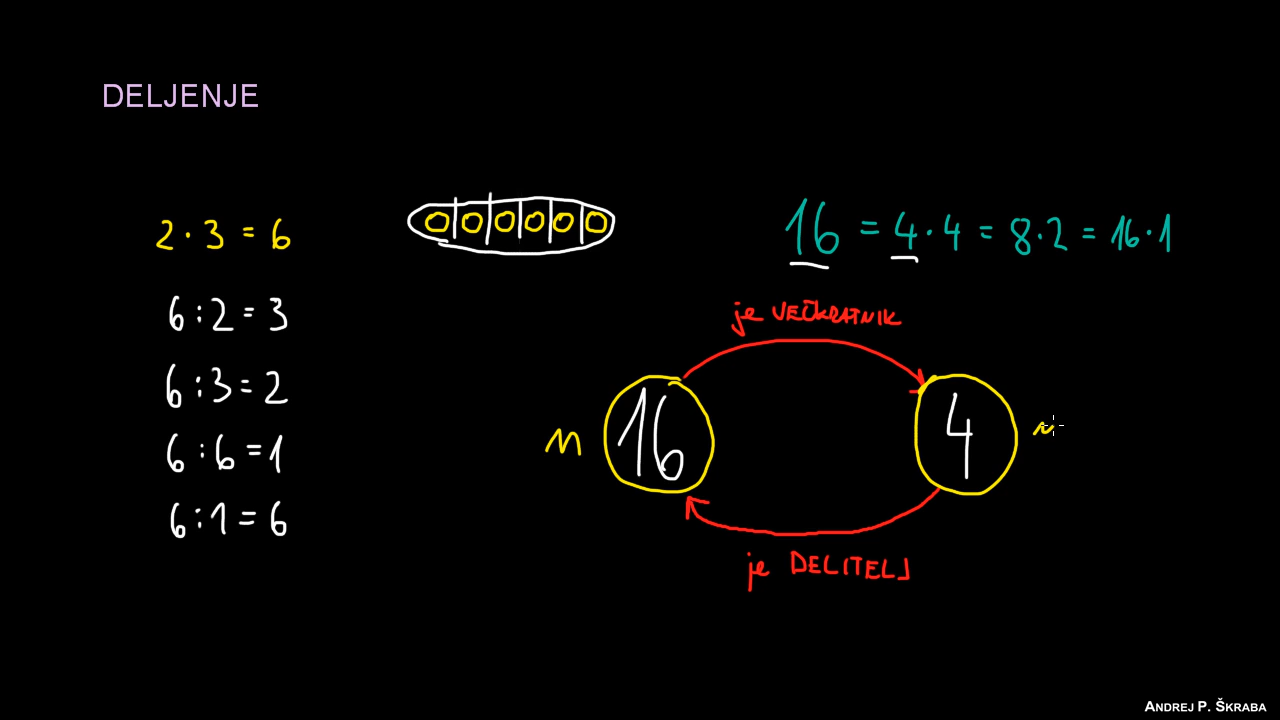 DELJENJE
2 · 3 = 6
6 : 2 = 3
6 : 3 = 2
6 : 6 = 1
6 : 1 = 6
16 = 4 · 4 = 8 · 2 = 16 · 1
je VEČKRATNIK
n 16
4
je DELITELJ
ANDREJ P. ŠKRABA